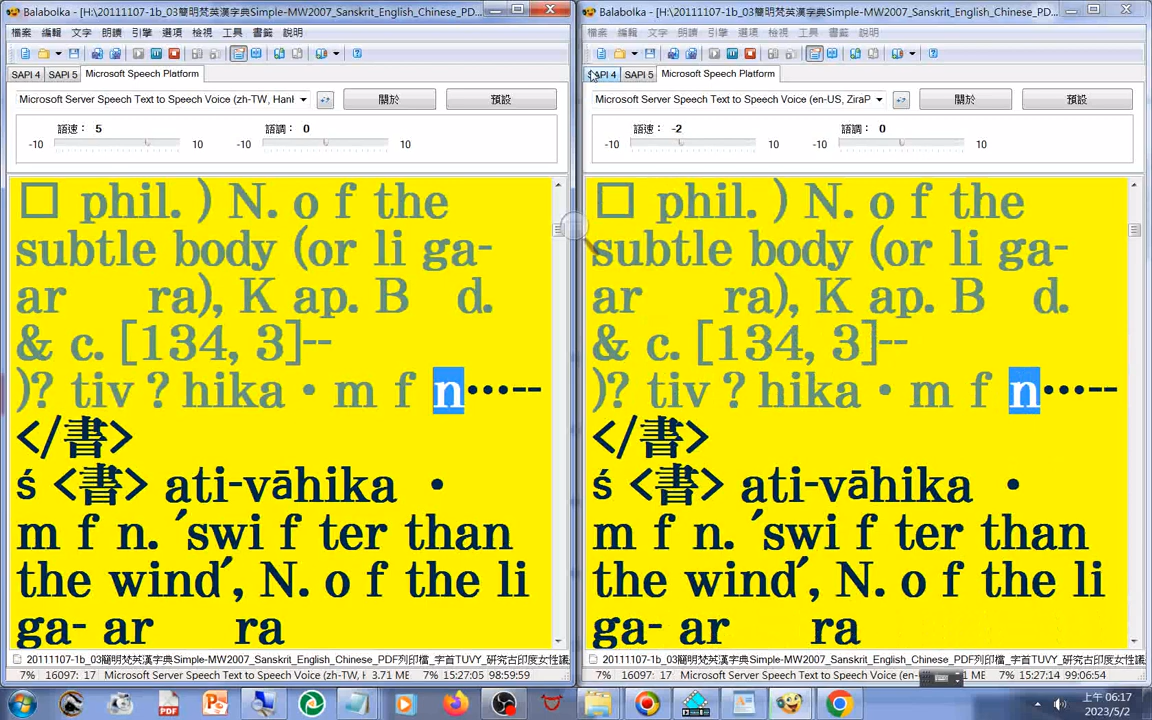 Balabolka - [H:\20111107-1b_03簡明梵英漢字典Simple-MW2007_Sanskrit_English_Chinese_PD...
檔案 編輯 文字 朗讀 引擎 選項 檢視 工具 書籤 說明
SAPI 4 SAPI 5 Microsoft Speech Platform
Microsoft Server Speech Text to Speech Voice (zh-TW, Hanl
關於
預設
語速： 5 語調： 0
-10 10 -10 10
□ phil. ) N. o f the
subtle body (or li ga-
ar ra), K ap. B d.
& c. [134, 3]--
)? tiv ? hika • m f n•••--
</書>
ś <書> ati-vāhika •
m f n. ´swi f ter than
the wind´, N. o f the li
ga- ar ra
20111107-1b_03簡明梵英漢字典Simple-MW2007_Sanskrit_English_Chinese_PDF列印檔_字首TUVY_研究古印度女性議
7% 16097: 17 Microsoft Server Speech Text to Speech Voice (zh-TW, H 3.71 MB 7% 15:27:05 98:59:59
Balabolka - [H:\20111107-1b_03簡明梵英漢字典Simple-MW2007_Sanskrit_English_Chinese_PD...
檔案 編輯 文字 朗讀 引擎 選項 檢視 工具 書籤 說明
SAPI 4 SAPI 5 Microsoft Speech Platform
Microsoft Server Speech Text to Speech Voice (en-US, ZiraP
關於
預設
語速： -2 語調： 0
-10 10 -10 10
□ phil. ) N. o f the
subtle body (or li ga-
ar ra), K ap. B d.
& c. [134, 3]--
)? tiv ? hika • m f n•••--
</書>
ś <書> ati-vāhika •
m f n. ´swi f ter than
the wind´, N. o f the li
ga- ar ra
20111107-1b_03簡明梵英漢字典Simple-MW2007_Sanskrit_English_Chinese_PDF列印檔_字首TUVY_研究古印度女性議
7% 16097: 17 Microsoft Server Speech Text to Speech Voice (en-US, 1 MB 7% 15:27:14 99:06:54
上午 06:17
2023/5/2